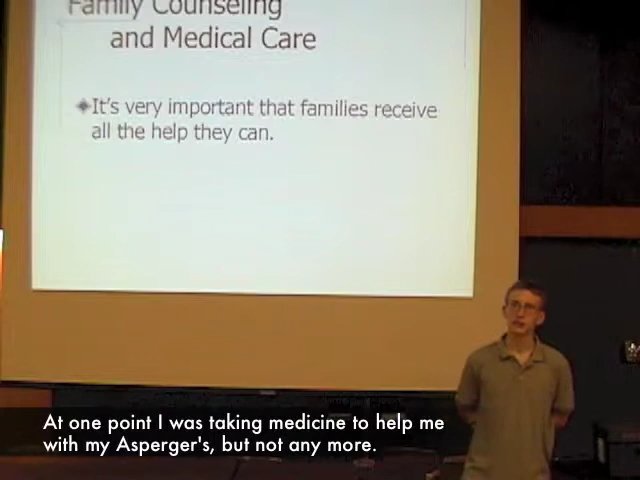 Family Counseling
and Medical Care
It's very important that families receive
all the help they can.
At one point I was taking medicine to help me
with my Asperger's, but not any more.